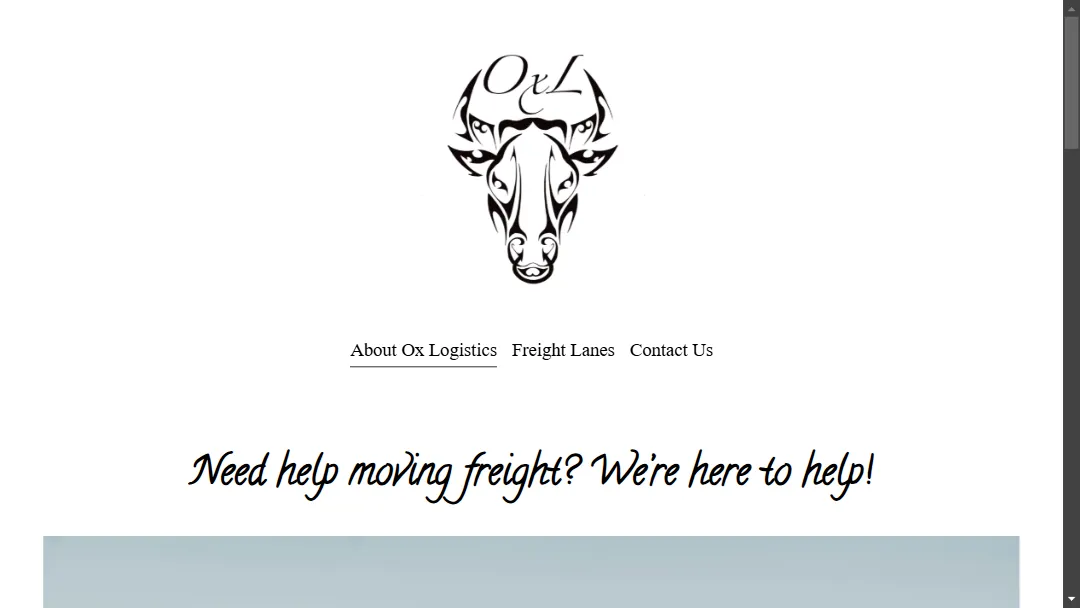 OxL
About Ox Logistics Freight Lanes Contact Us
Need help moving freight? We're here to help!